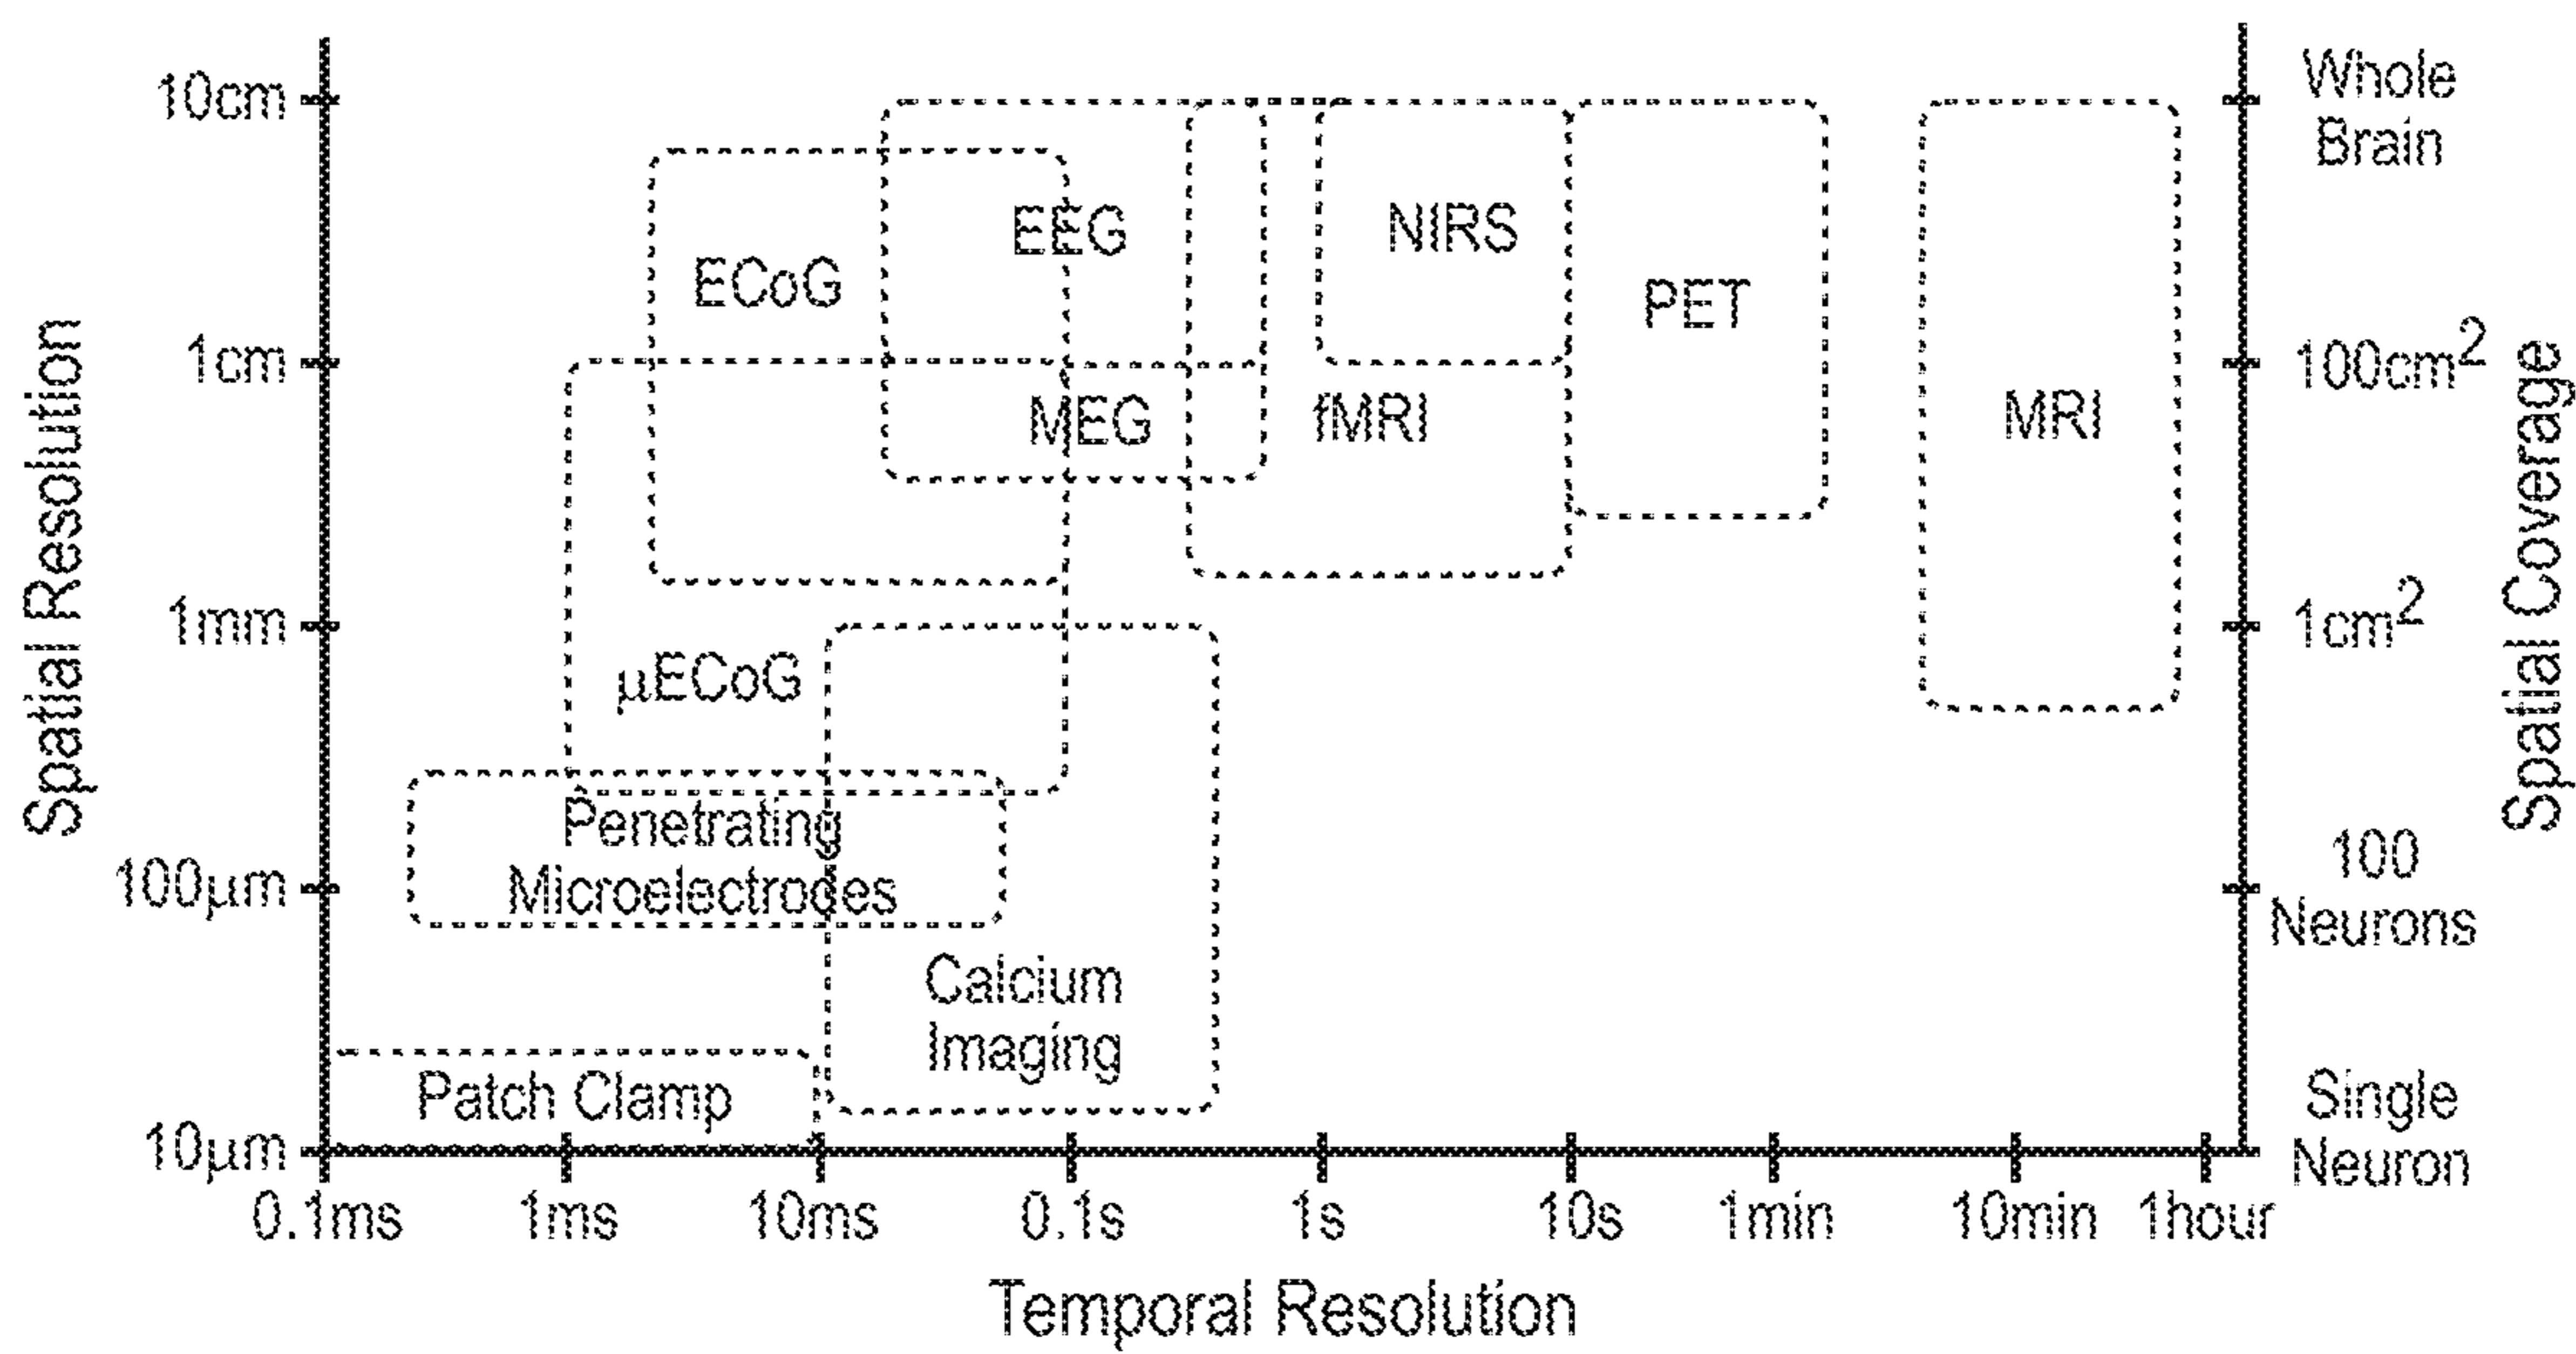 Spatial Resolution
10cm
1cm
1mm
100μm
10μm
ECoG
EEG
NIRS
PET
MEG
fMRI
MRI
μECoG
Penetrating
Microelectrodes
Calcium
Imaging
Patch Clamp
0.1ms
1ms
10ms
0.1s
1s
10s
1min
10min
1hour
Temporal Resolution
Whole
Brain
100cm²
1cm²
100
Neurons
Single
Neuron
Spatial Coverage